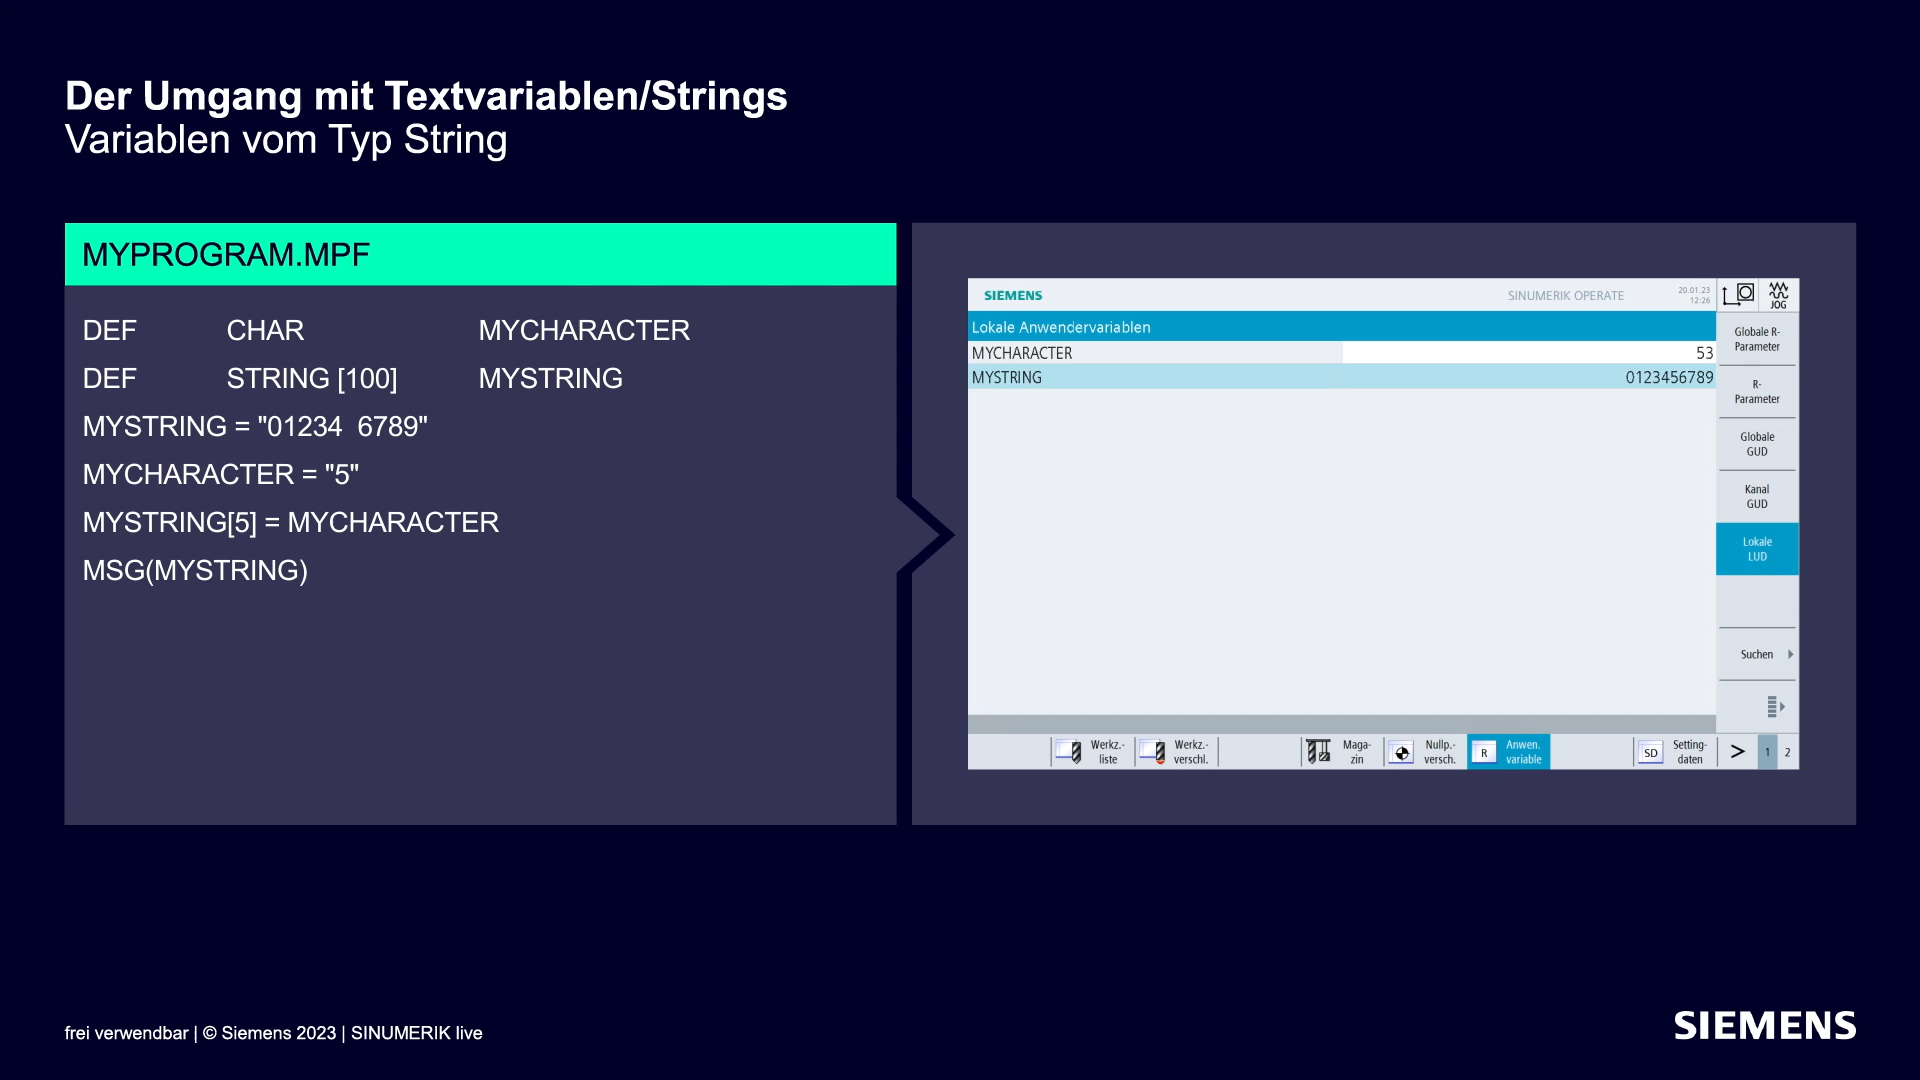 Der Umgang mit Textvariablen/Strings
Variablen vom Typ String
MYPROGRAM.MPF
DEF CHAR MYCHARACTER
DEF STRING [100] MYSTRING
MYSTRING = "01234  6789"
MYCHARACTER = "5"
MYSTRING[5] = MYCHARACTER
MSG(MYSTRING)
SIEMENS
SINUMERIK OPERATE
20.01.23
12:26
JOG
Lokale Anwendervariablen
MYCHARACTER 53
MYSTRING 0123456789
Globale R-
Parameter
R-
Parameter
Globale
GUD
Kanal
GUD
Lokale
LUD
Suchen
Werkz.-
liste
Werkz.-
verschl.
Maga-
zin
Nullp.-
versch.
R
Anwen.
variable
SD
Setting-
daten
>
1
2
frei verwendbar | © Siemens 2023 | SINUMERIK live
SIEMENS